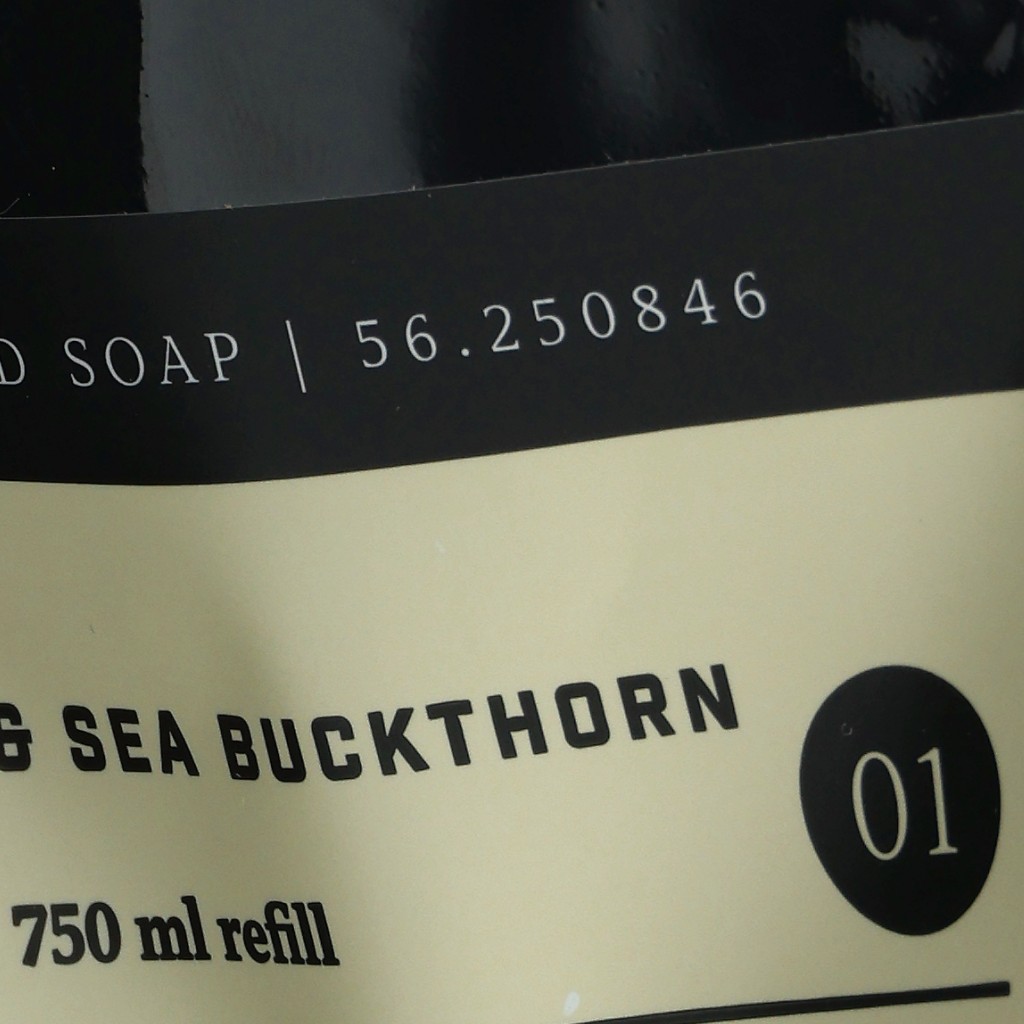 D SOAP | 56.250846
& SEA BUCKTHORN
01
750 ml refill